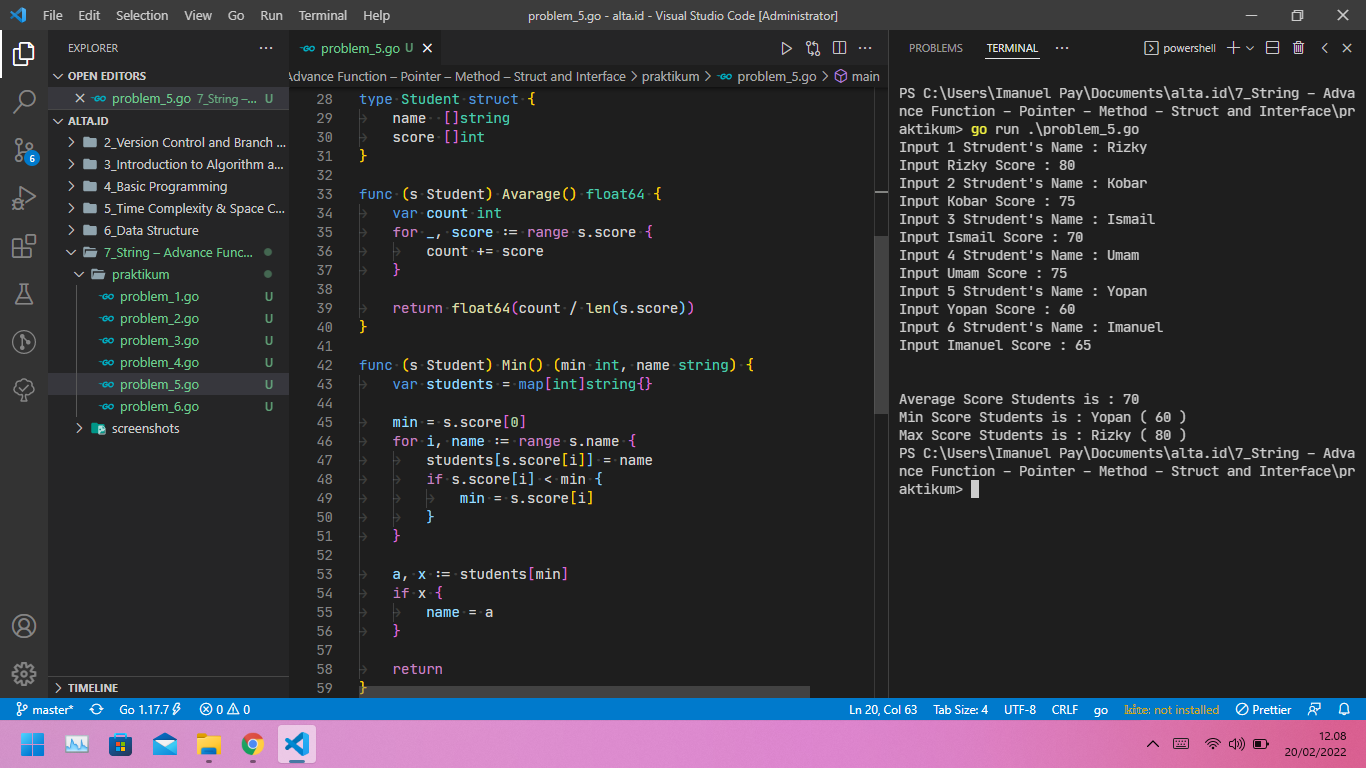 File Edit Selection View Go Run Terminal Help problem_5.go - alta.id - Visual Studio Code [Administrator]
EXPLORER
OPEN EDITORS
problem_5.go 7_String –... U
ALTA.ID
2_Version Control and Branch ...
3_Introduction to Algorithm a...
4_Basic Programming
5_Time Complexity & Space C...
6_Data Structure
7_String – Advance Func...
praktikum
problem_1.go U
problem_2.go U
problem_3.go U
problem_4.go U
problem_5.go U
problem_6.go U
screenshots
TIMELINE
6
problem_5.go U
Advance Function – Pointer – Method – Struct and Interface > praktikum > problem_5.go > main
28 type Student struct {
29 name []string
30 score []int
31 }
32
33 func (s Student) Avarage() float64 {
34 var count int
35 for _, score := range s.score {
36 count += score
37 }
38
39 return float64(count / len(s.score))
40 }
41
42 func (s Student) Min() (min int, name string) {
43 var students = map[int]string{}
44
45 min = s.score[0]
46 for i, name := range s.name {
47 students[s.score[i]] = name
48 if s.score[i] < min {
49 min = s.score[i]
50 }
51 }
52
53 a, x := students[min]
54 if x {
55 name = a
56 }
57
58 return
59 }
PROBLEMS TERMINAL powershell
PS C:\Users\Imanuel Pay\Documents\alta.id\7_String – Adva
nce Function – Pointer – Method – Struct and Interface\pr
aktikum> go run .\problem_5.go
Input 1 Strudent's Name : Rizky
Input Rizky Score : 80
Input 2 Strudent's Name : Kobar
Input Kobar Score : 75
Input 3 Strudent's Name : Ismail
Input Ismail Score : 70
Input 4 Strudent's Name : Umam
Input Umam Score : 75
Input 5 Strudent's Name : Yopan
Input Yopan Score : 60
Input 6 Strudent's Name : Imanuel
Input Imanuel Score : 65
Average Score Students is : 70
Min Score Students is : Yopan ( 60 )
Max Score Students is : Rizky ( 80 )
PS C:\Users\Imanuel Pay\Documents\alta.id\7_String – Adva
nce Function – Pointer – Method – Struct and Interface\pr
aktikum>
master* Go 1.17.7 0 0 Ln 20, Col 63 Tab Size: 4 UTF-8 CRLF go kite: not installed Prettier
12.08
20/02/2022